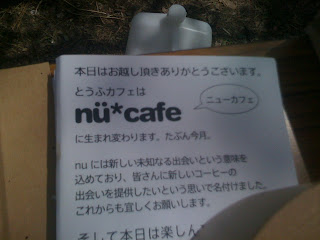 本日はお越し頂きありがとうございます。
とうふカフェは
nü*cafe
ニューカフェ
に生まれ変わります。たぶん今月。
nu には新しい未知なる出会いという意味を
込めており、皆さんに新しいコーヒーの
出会いを提供したいという思いで名付けました。
これからも宜しくお願いします。
そして本日は楽しん